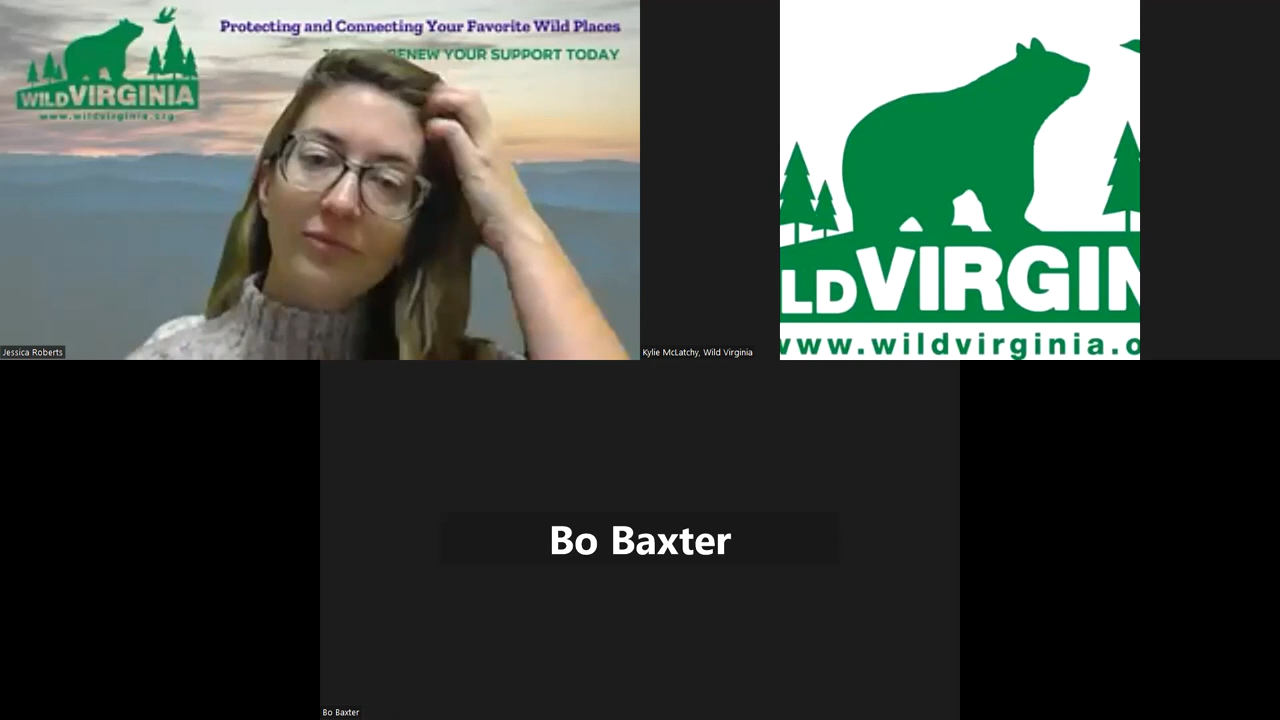 Protecting and Connecting Your Favorite Wild Places
RENEW YOUR SUPPORT TODAY
WILDVIRGINIA
www.wildvirginia.org
Jessica Roberts
LDVIRGIN
www.wildvirginia.o
Kylie McLatchy, Wild Virginia
Bo Baxter
Bo Baxter